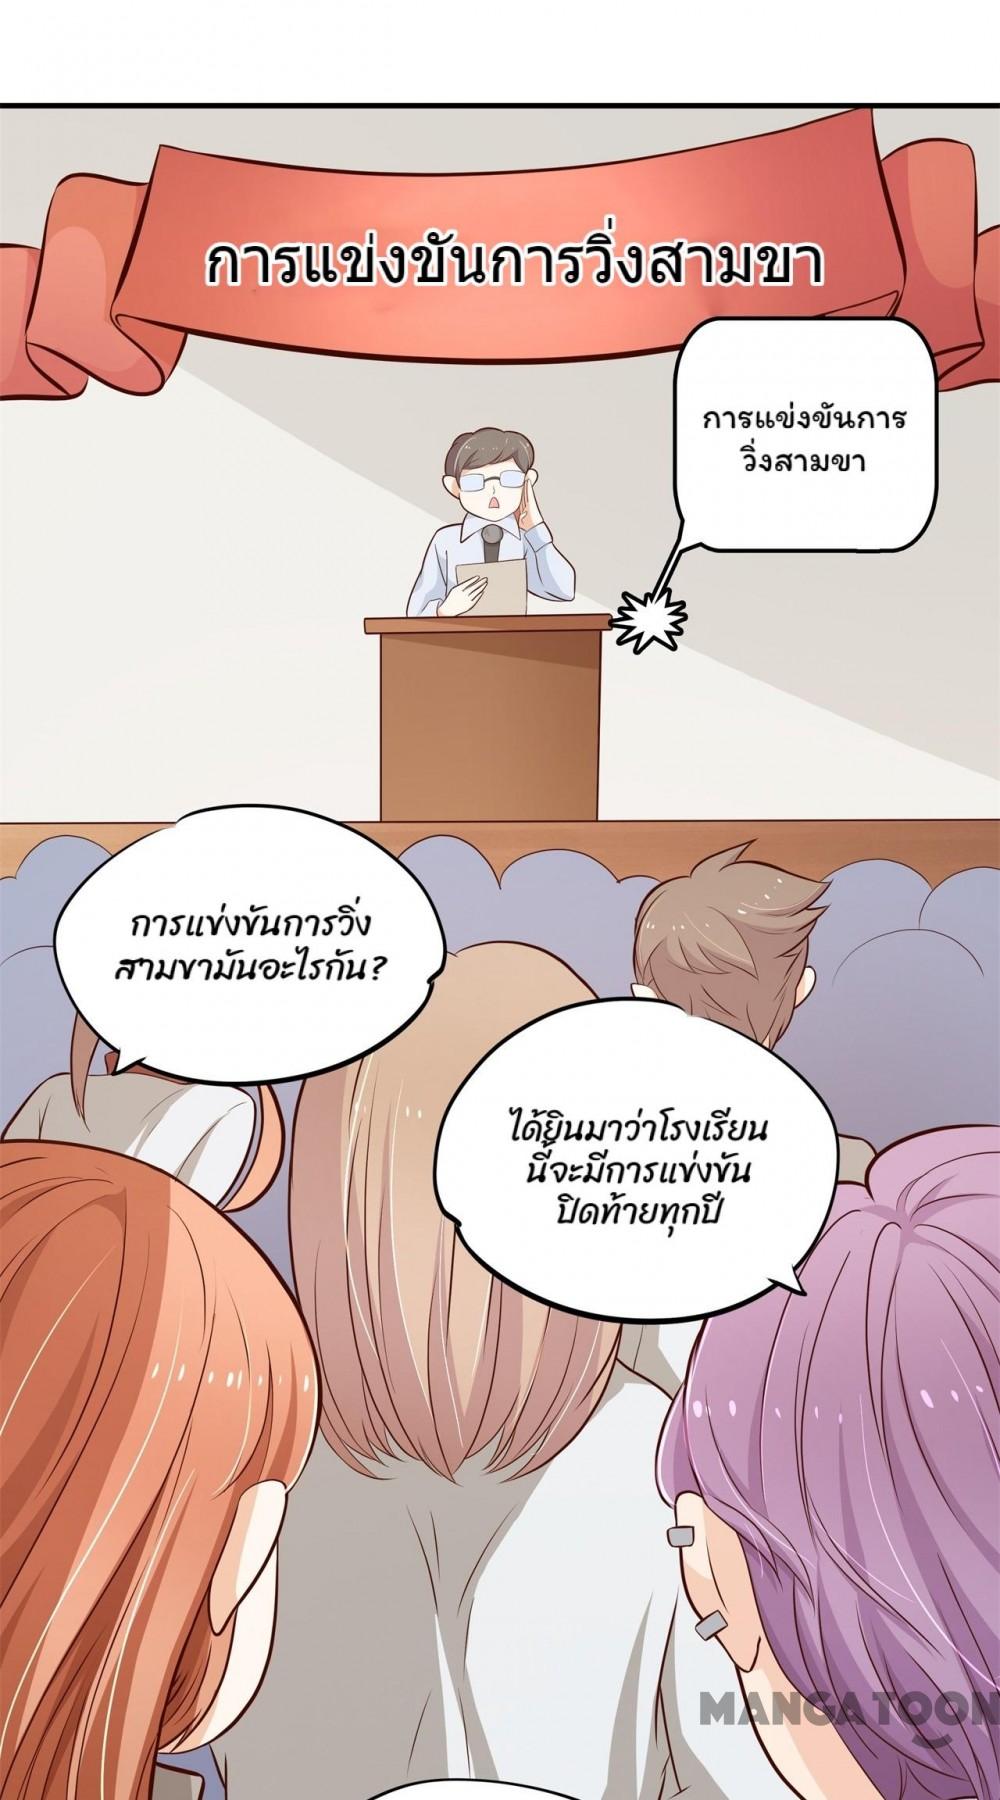 การแข่งขันการวิ่งสามขา
การแข่งขันการ
วิ่งสามขา
การแข่งขันการวิ่ง
สามขามันอะไรกัน?
ได้ยินมาว่าโรงเรียน
นี้จะมีการแข่งขัน
ปิดท้ายทุกปี
MANGATOON